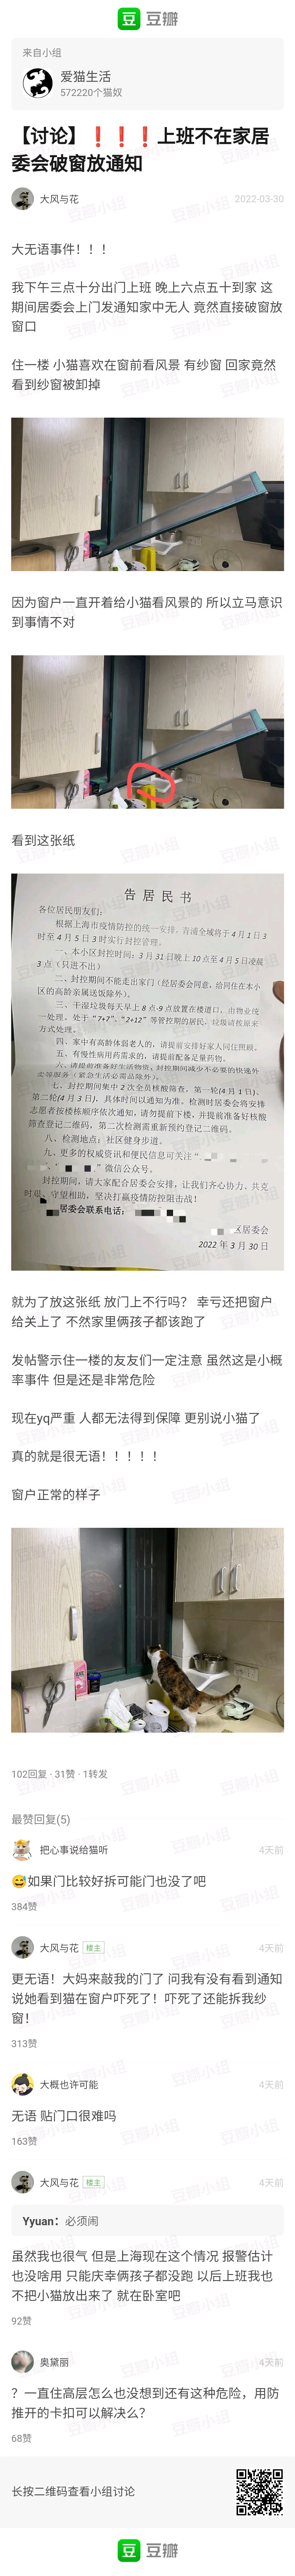 豆 豆瓣
来自小组
爱猫生活
572220个猫奴
【讨论】❗❗❗上班不在家居
委会破窗放通知
大风与花 2022-03-30
大无语事件！！！
我下午三点十分出门上班 晚上六点五十到家 这
期间居委会上门发通知家中无人 竟然直接破窗放
窗口
住一楼 小猫喜欢在窗前看风景 有纱窗 回家竟然
看到纱窗被卸掉
因为窗户一直开着给小猫看风景的 所以立马意识
到事情不对
看到这张纸
告居民书
各位居民朋友们：
根据上海市疫情防控的统一安排，青浦全域将于4月1日3
时至4月5日3时实行封控管理。
一、本小区封控时间：3月31日晚上10点至4月5日凌晨
3点（只进不出）
二、封控期间不能走出家门（经居委会同意，给同住在本小
区的高龄亲属送饭除外）。
三、干湿垃圾每天早上8点-9点放置在楼道口，由物业统
一处理。处于“7+7”、“2+12”等管控期的居民，垃圾请按原来
方式处理。
四、家中有高龄体弱老人的，请提前安排好家人同住照顾。
五、有慢性病用药需求的，请提前配备足量药物。
六、请提前准备好生活物资；封控期间减少不必要的快递外
卖等服务（紧急生活必需品除外）。
七、封控期间集中2次全员核酸筛查。第一轮(4月1日)，
第二轮(4月3日)，具体时间以通知为准。检测时居委会将安排
志愿者按楼栋顺序依次通知，请勿提前下楼，并提前准备好核酸
筛查登记二维码，第二次检测需重新预约登记二维码。
八、检测地点：社区健身步道。
九、更多的权威资讯和便民信息可关注“
”微信公众号。
封控期间，请大家配合居委会安排，让我们齐心协力、共克
时艰、守望相助，坚决打赢疫情防控阻击战！
居委会联系电话：
居委会
2022年3月30日
就为了放这张纸 放门上不行吗？ 幸亏还把窗户
给关上了 不然家里俩孩子都该跑了
发帖警示住一楼的友友们一定注意 虽然这是小概
率事件 但是还是非常危险
现在yq严重 人都无法得到保障 更别说小猫了
真的就是很无语！！！！！
窗户正常的样子
102回复 · 31赞 · 1转发
最赞回复(5)
把心事说给猫听 4天前
😅如果门比较好拆可能门也没了吧
384赞
大风与花 楼主 4天前
更无语！大妈来敲我的门了 问我有没有看到通知
说她看到猫在窗户吓死了！吓死了还能拆我纱
窗！
313赞
大概也许可能 4天前
无语 贴门口很难吗
163赞
大风与花 楼主 4天前
Yyuan：必须闹
虽然我也很气 但是上海现在这个情况 报警估计
也没啥用 只能庆幸俩孩子都没跑 以后上班我也
不把小猫放出来了 就在卧室吧
92赞
奥黛丽 4天前
？一直住高层怎么也没想到还有这种危险，用防
推开的卡扣可以解决么？
68赞
长按二维码查看小组讨论
豆 豆瓣